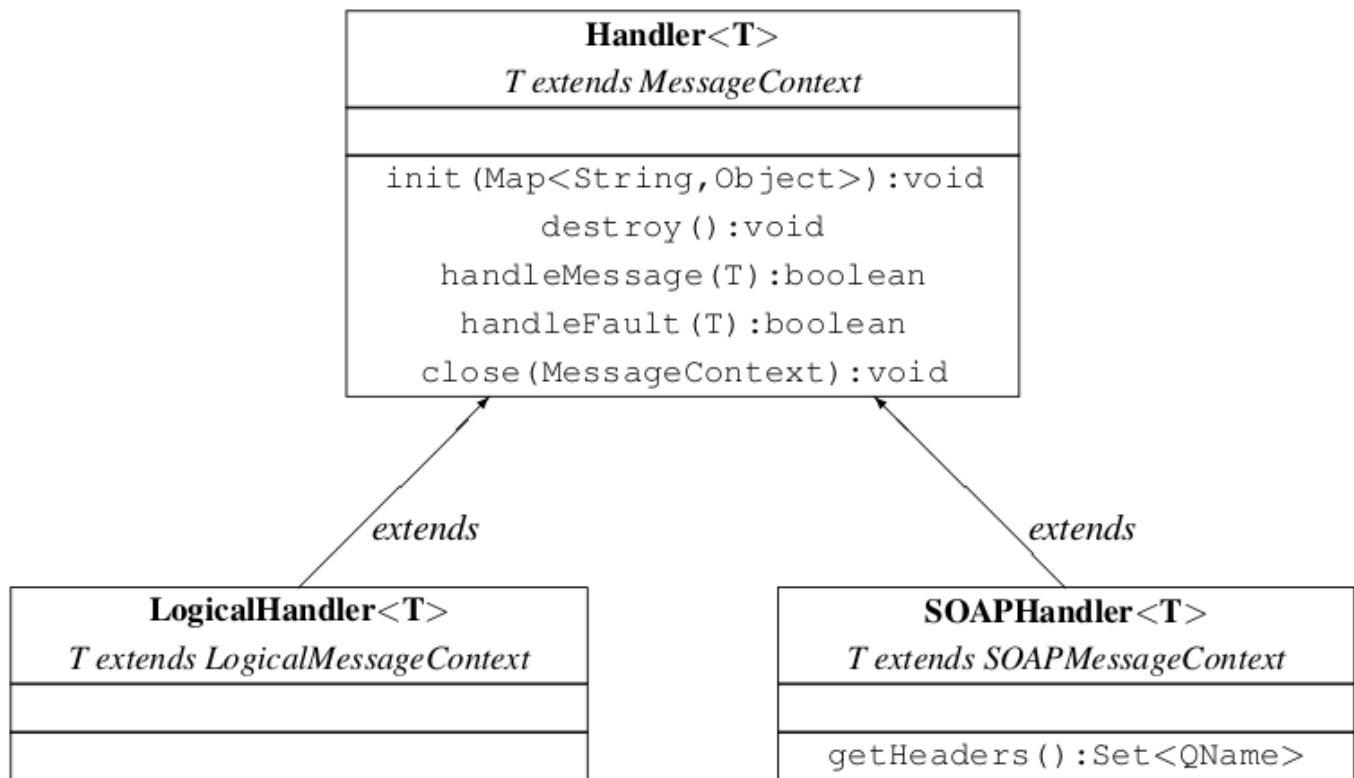 Handler<T>
T extends MessageContext
init(Map<String,Object>):void
destroy():void
handleMessage(T):boolean
handleFault(T):boolean
close(MessageContext):void
extends
extends
LogicalHandler<T>
T extends LogicalMessageContext
SOAPHandler<T>
T extends SOAPMessageContext
getHeaders():Set<QName>